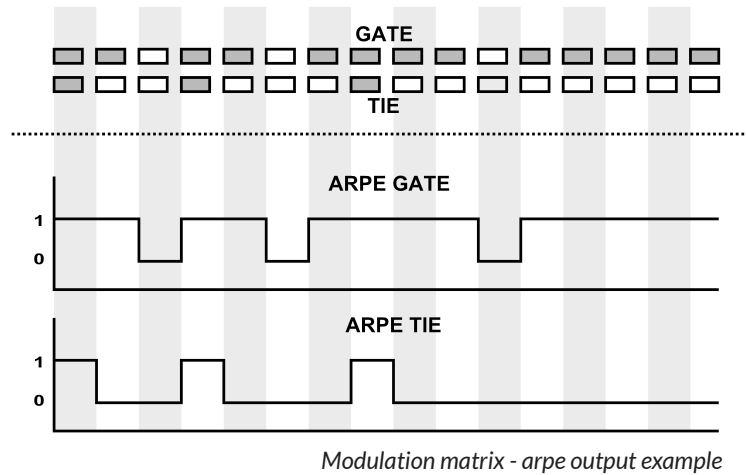 GATE
TIE
ARPE GATE
1
0
ARPE TIE
1
0
Modulation matrix - arpe output example